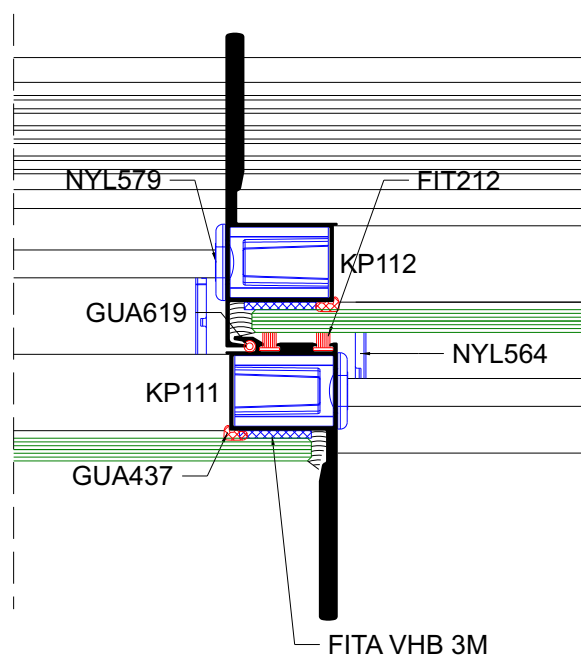 NYL579
FIT212
KP112
GUA619
NYL564
KP111
GUA437
FITA VHB 3M